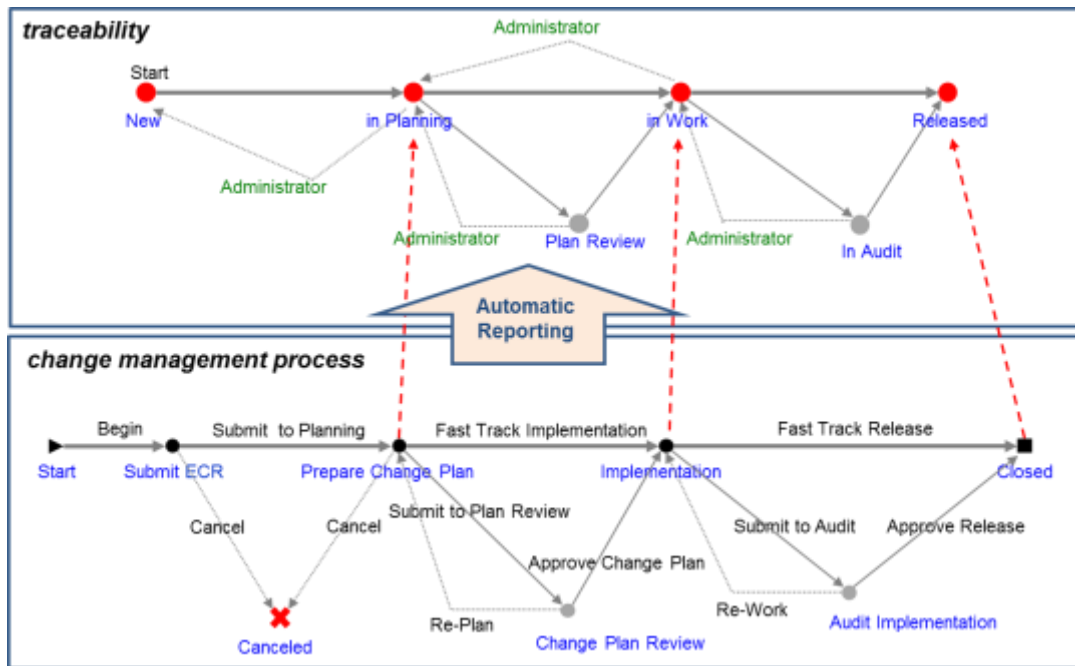 traceability
Administrator
Start
New
in Planning
in Work
Released
Administrator
Administrator
Plan Review
Administrator
In Audit
Automatic
Reporting
change management process
Begin
Submit to Planning
Fast Track Implementation
Fast Track Release
Start
Submit ECR
Prepare Change Plan
Implementation
Closed
Cancel
Cancel
Submit to Plan Review
Submit to Audit
Approve Release
Approve Change Plan
Re-Plan
Re-Work
Canceled
Change Plan Review
Audit Implementation